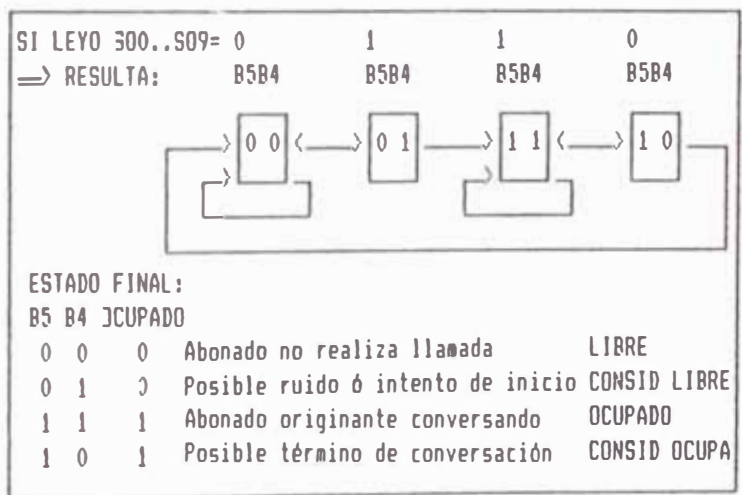 SI LEYO S00..S09= 0 1 1 0
=> RESULTA: B5B4 B5B4 B5B4 B5B4
0 0 0 1 1 1 1 0
ESTADO FINAL:
B5 B4 OCUPADO
0 0 0 Abonado no realiza llamada LIBRE
0 1 0 Posible ruido ó intento de inicio CONSID LIBRE
1 1 1 Abonado originante conversando OCUPADO
1 0 1 Posible término de conversación CONSID OCUPA